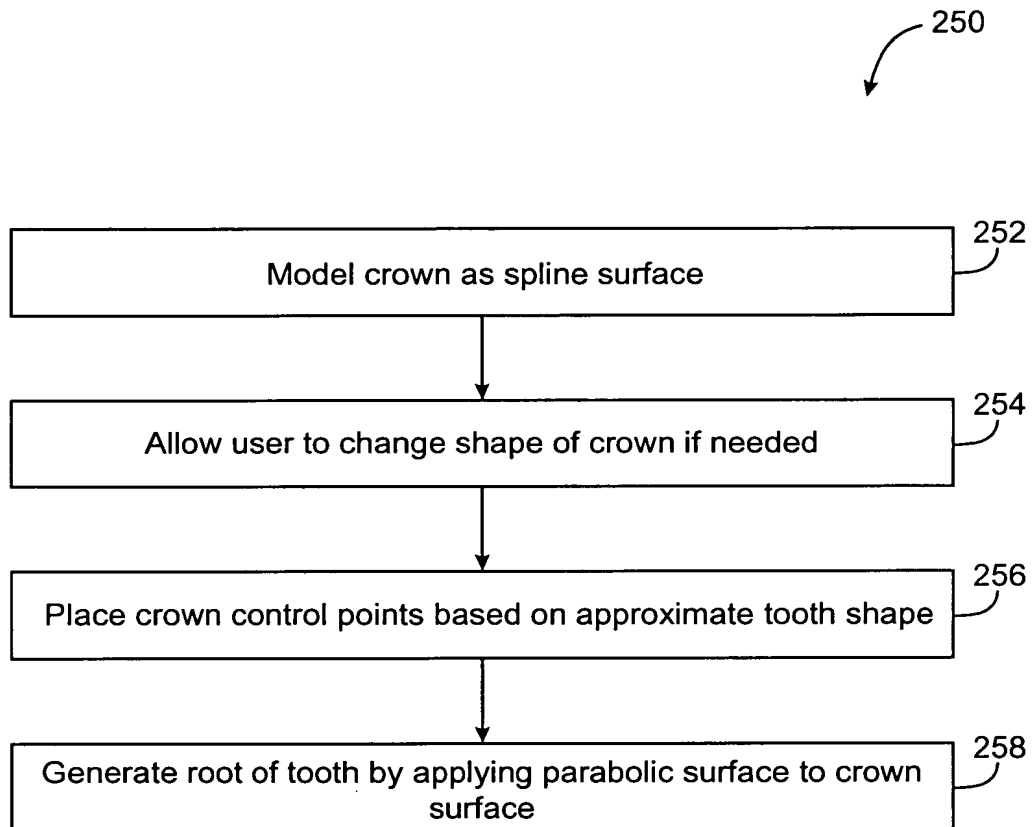 250
252
Model crown as spline surface
254
Allow user to change shape of crown if needed
256
Place crown control points based on approximate tooth shape
258
Generate root of tooth by applying parabolic surface to crown
surface